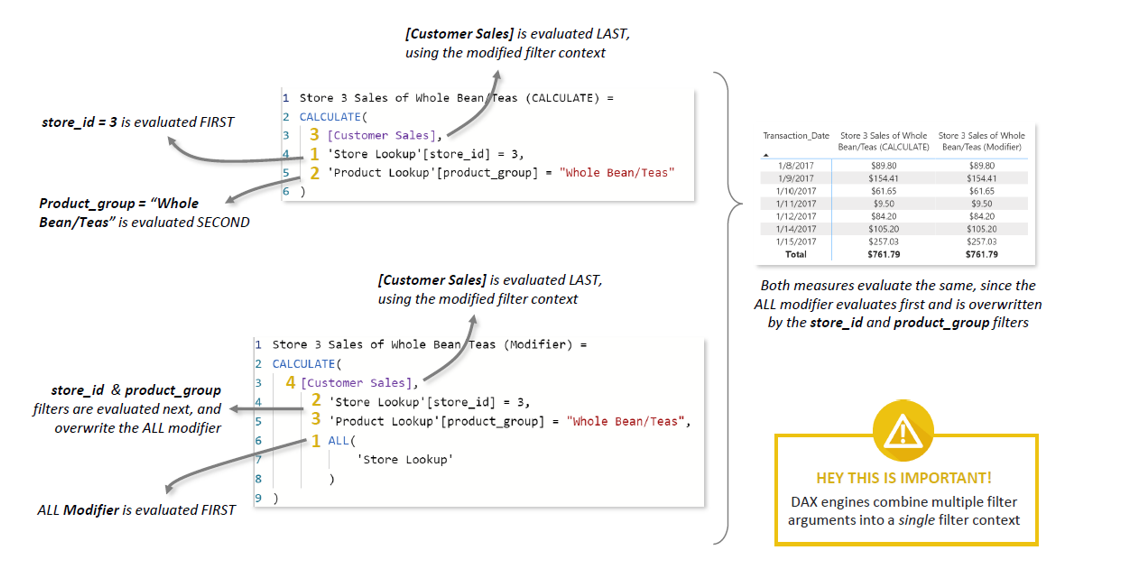 [Customer Sales] is evaluated LAST,
using the modified filter context
store_id = 3 is evaluated FIRST
Product_group = “Whole
Bean/Teas” is evaluated SECOND
1 Store 3 Sales of Whole Bean/Teas (CALCULATE) =
2 CALCULATE(
3 3 [Customer Sales],
4 1 'Store Lookup'[store_id] = 3,
5 2 'Product Lookup'[product_group] = "Whole Bean/Teas"
6 )
[Customer Sales] is evaluated LAST,
using the modified filter context
store_id & product_group
filters are evaluated next, and
overwrite the ALL modifier
ALL Modifier is evaluated FIRST
1 Store 3 Sales of Whole Bean/Teas (Modifier) =
2 CALCULATE(
3 4 [Customer Sales],
4 2 'Store Lookup'[store_id] = 3,
5 3 'Product Lookup'[product_group] = "Whole Bean/Teas",
6 1 ALL(
7 'Store Lookup'
8 )
9 )
Transaction_Date Store 3 Sales of Whole Store 3 Sales of Whole
Bean/Teas (CALCULATE) Bean/Teas (Modifier)
1/8/2017 $89.80 $89.80
1/9/2017 $154.41 $154.41
1/10/2017 $61.65 $61.65
1/11/2017 $9.50 $9.50
1/12/2017 $84.20 $84.20
1/14/2017 $105.20 $105.20
1/15/2017 $257.03 $257.03
Total $761.79 $761.79
Both measures evaluate the same, since the
ALL modifier evaluates first and is overwritten
by the store_id and product_group filters
HEY THIS IS IMPORTANT!
DAX engines combine multiple filter
arguments into a single filter context